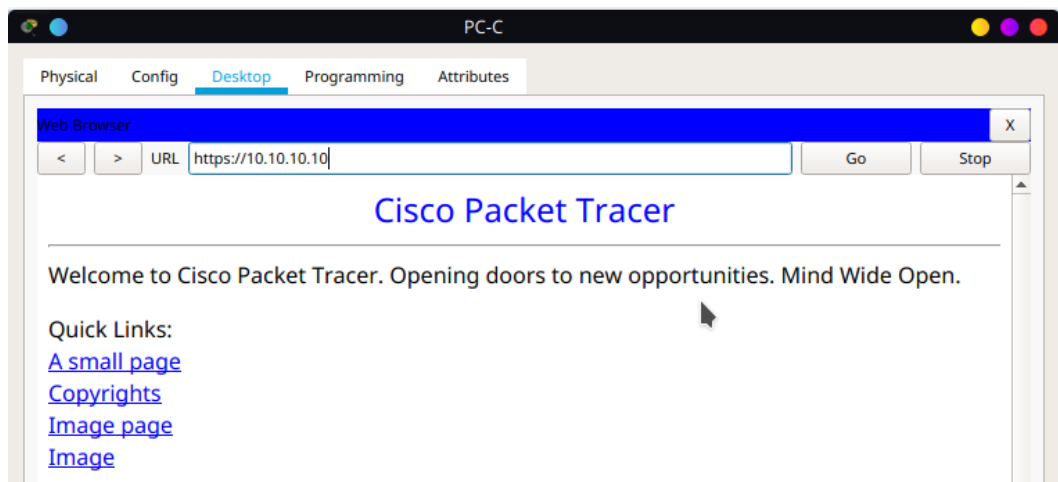 PC-C
Physical Config Desktop Programming Attributes
Web Browser X
< > URL https://10.10.10.10 Go Stop
Cisco Packet Tracer
Welcome to Cisco Packet Tracer. Opening doors to new opportunities. Mind Wide Open.
Quick Links:
A small page
Copyrights
Image page
Image